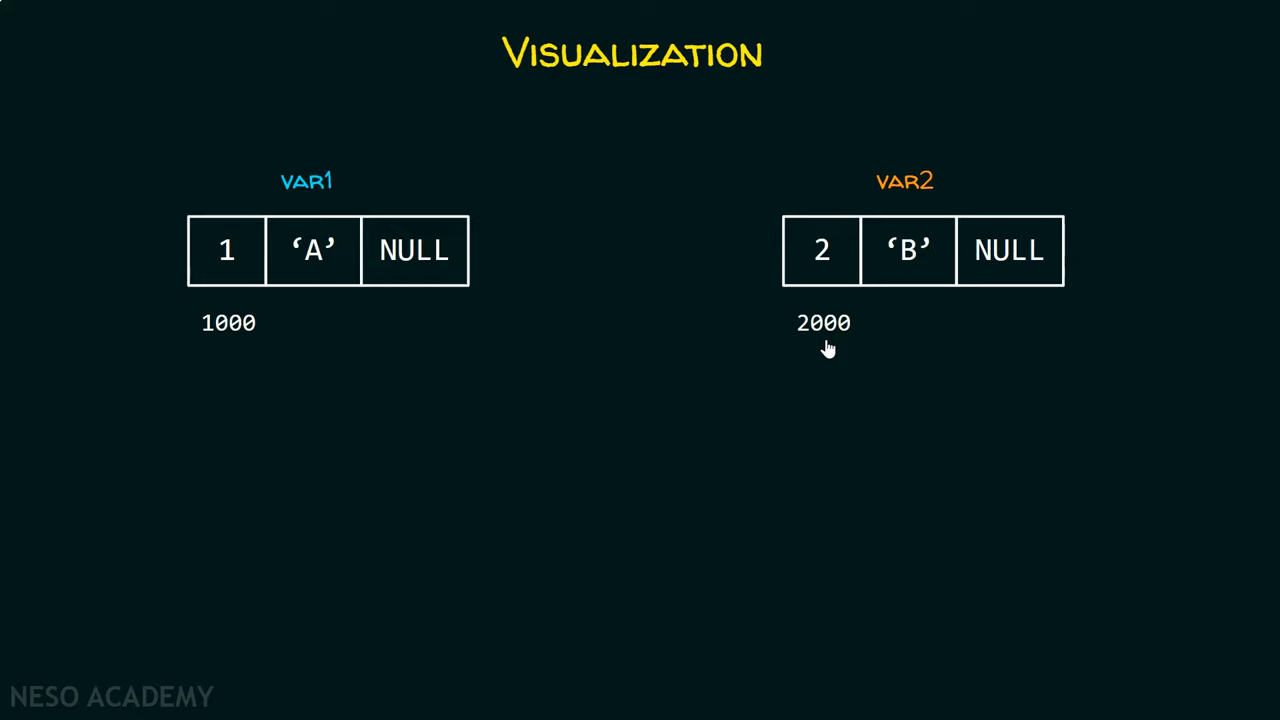 VISUALIZATION
VAR1
VAR2
1 ‘A’ NULL
2 ‘B’ NULL
1000
2000
NESO ACADEMY